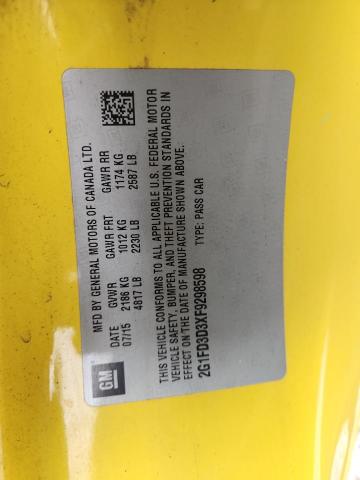 MFD BY GENERAL MOTORS OF CANADA LTD.
DATE GVWR GAWR FRT GAWR RR
07/15 2186 KG 1012 KG 1174 KG
4817 LB 2230 LB 2587 LB
GM
THIS VEHICLE CONFORMS TO ALL APPLICABLE U.S. FEDERAL MOTOR
VEHICLE SAFETY, BUMPER, AND THEFT PREVENTION STANDARDS IN
EFFECT ON THE DATE OF MANUFACTURE SHOWN ABOVE.
2G1FD3D3XF9298598 TYPE: PASS CAR